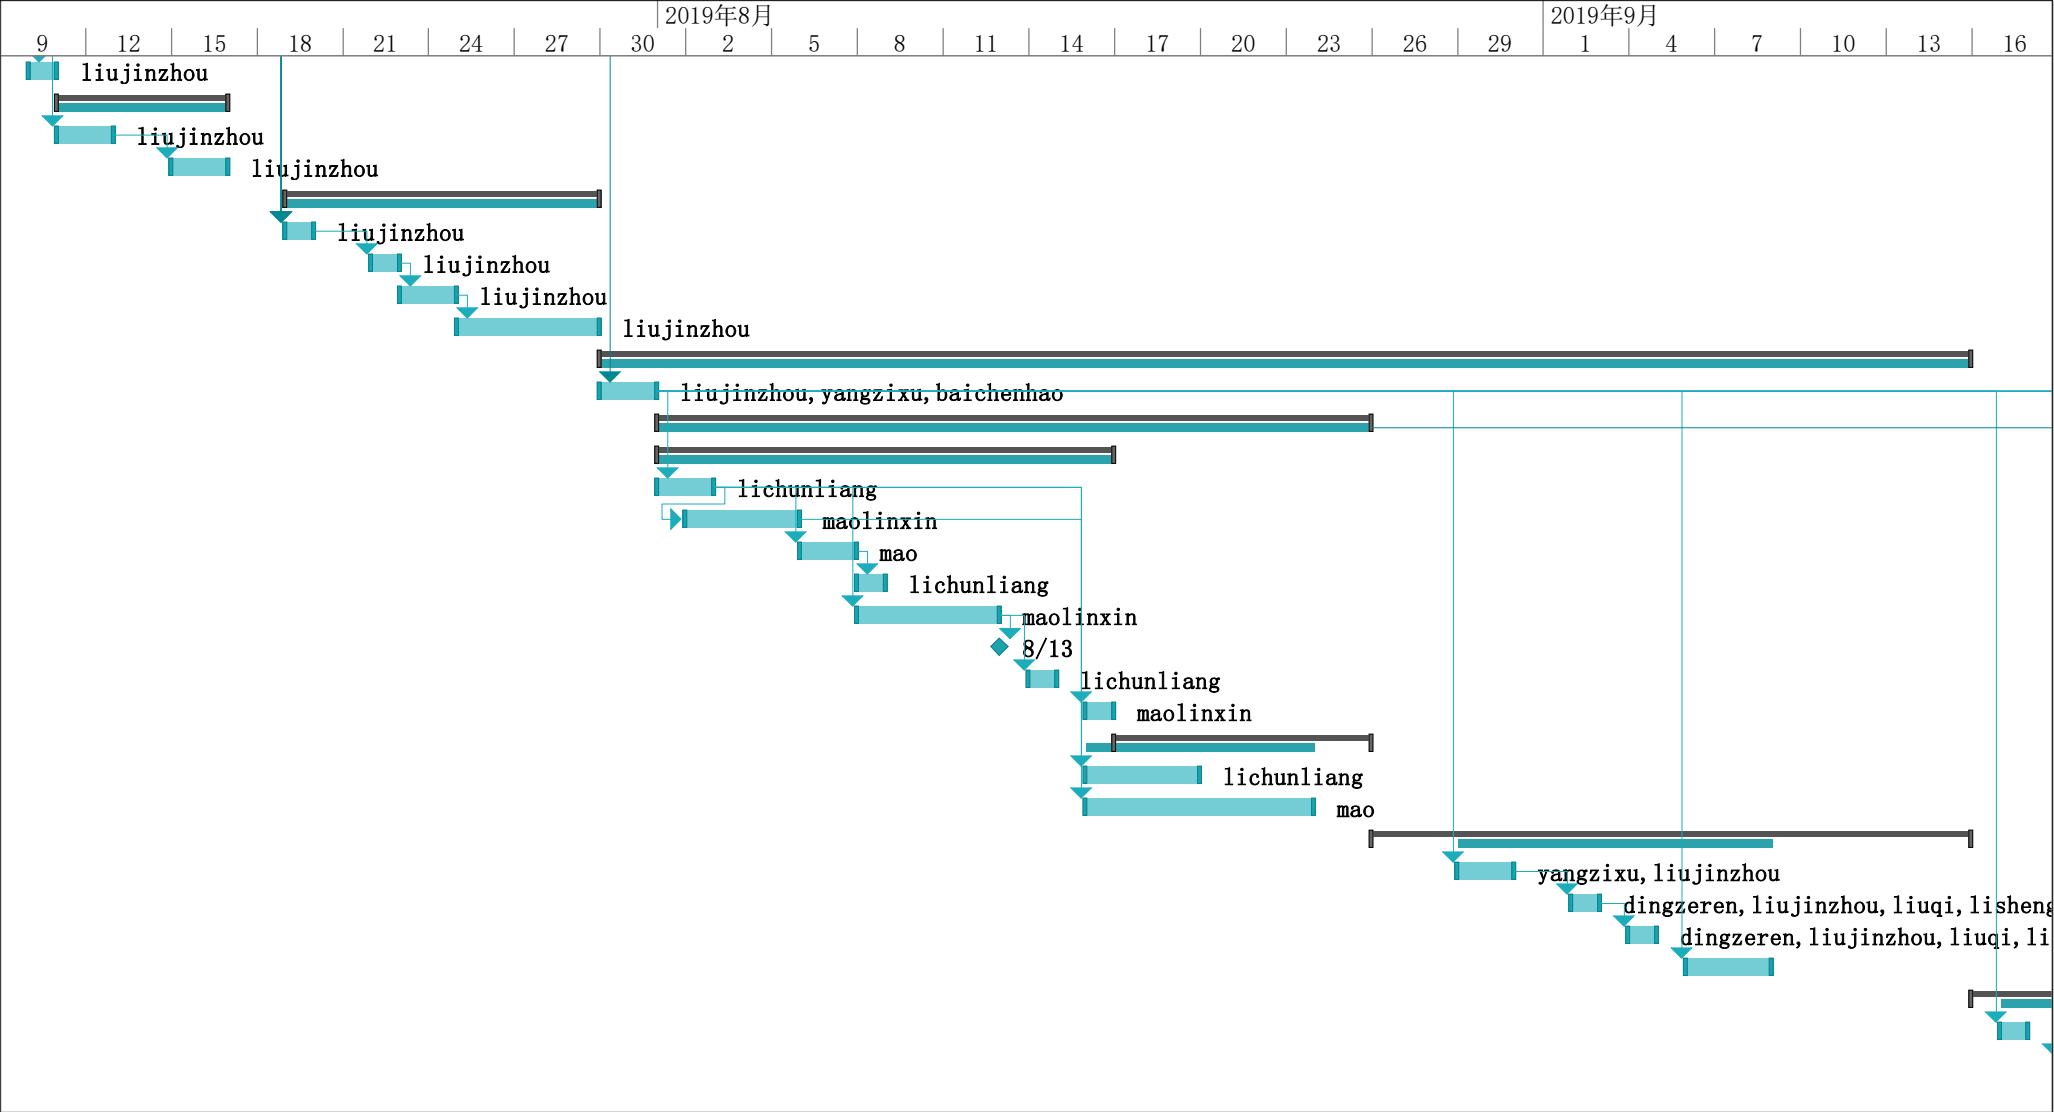 2019年8月 2019年9月
9 12 15 18 21 24 27 30 2 5 8 11 14 17 20 23 26 29 1 4 7 10 13 16
liujinzhou
liujinzhou
liujinzhou
liujinzhou
liujinzhou
liujinzhou
liujinzhou
liujinzhou,yangzixu,baichenhao
lichunliang
maolinxin
mao
lichunliang
maolinxin
8/13
lichunliang
maolinxin
lichunliang
mao
yangzixu,liujinzhou
dingzeren,liujinzhou,liuqi,lisheng
dingzeren,liujinzhou,liuqi,li